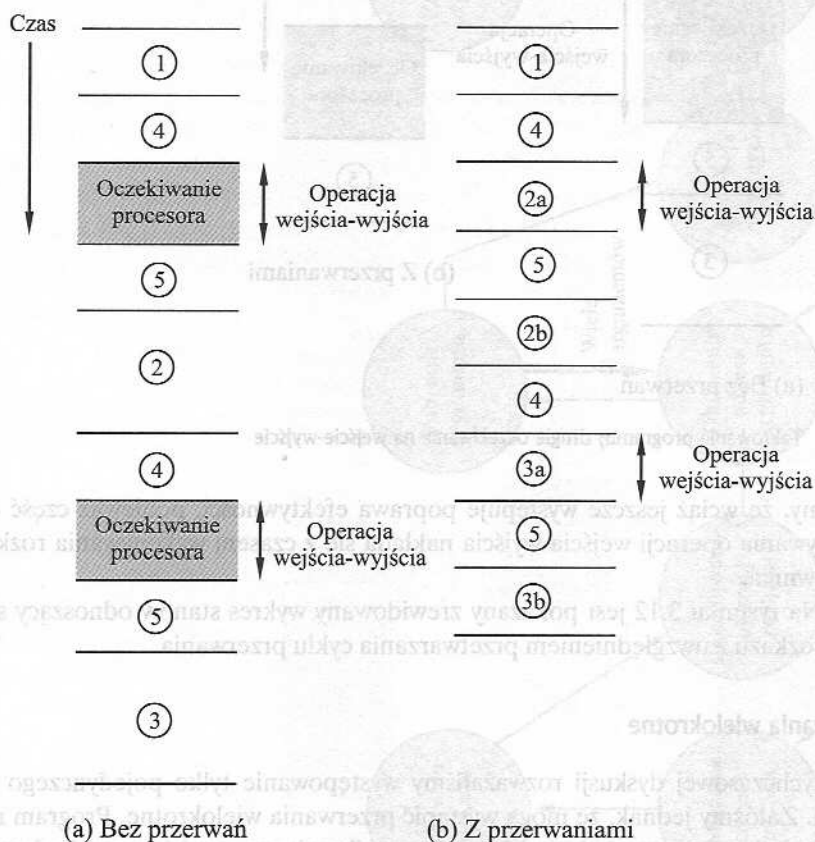 Czas
1
4
Oczekiwanie
procesora
Operacja
wejścia-wyjścia
5
2
4
Oczekiwanie
procesora
Operacja
wejścia-wyjścia
5
3
(a) Bez przerwań
1
4
2a
Operacja
wejścia-wyjścia
5
2b
4
3a
Operacja
wejścia-wyjścia
5
3b
(b) Z przerwaniami